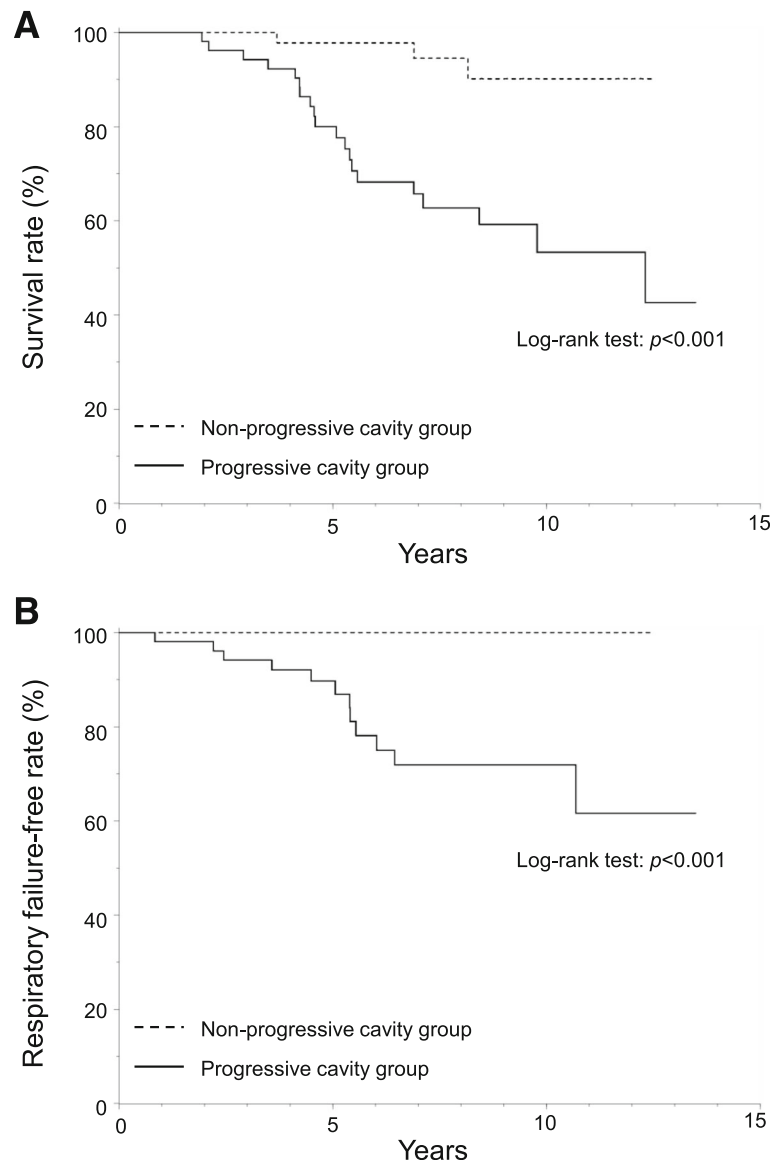 A
100
80
60
40
20
0
Survival rate (%)
Log-rank test: p<0.001
Non-progressive cavity group
Progressive cavity group
0 5 10 15
Years
B
100
80
60
40
20
0
Respiratory failure-free rate (%)
Log-rank test: p<0.001
Non-progressive cavity group
Progressive cavity group
0 5 10 15
Years